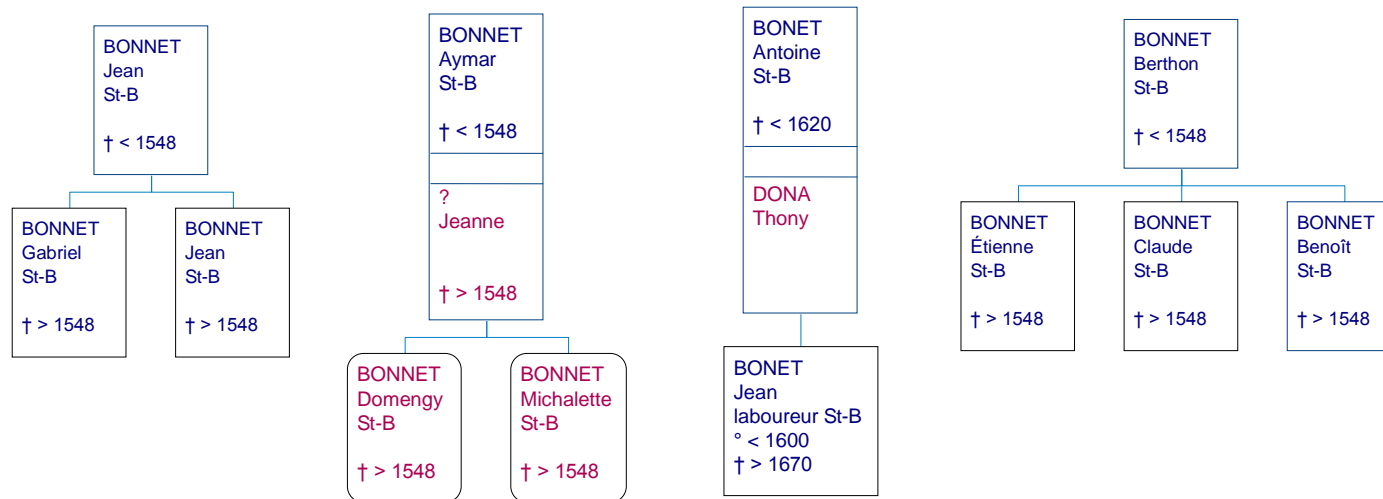 BONNET
Jean
St-B
† < 1548
BONNET
Gabriel
St-B
† > 1548
BONNET
Jean
St-B
† > 1548
BONNET
Aymar
St-B
† < 1548
?
Jeanne
† > 1548
BONNET
Domengy
St-B
† > 1548
BONNET
Michalette
St-B
† > 1548
BONET
Antoine
St-B
† < 1620
DONA
Thony
BONET
Jean
laboureur St-B
° < 1600
† > 1670
BONNET
Berthon
St-B
† < 1548
BONNET
Étienne
St-B
† > 1548
BONNET
Claude
St-B
† > 1548
BONNET
Benoît
St-B
† > 1548